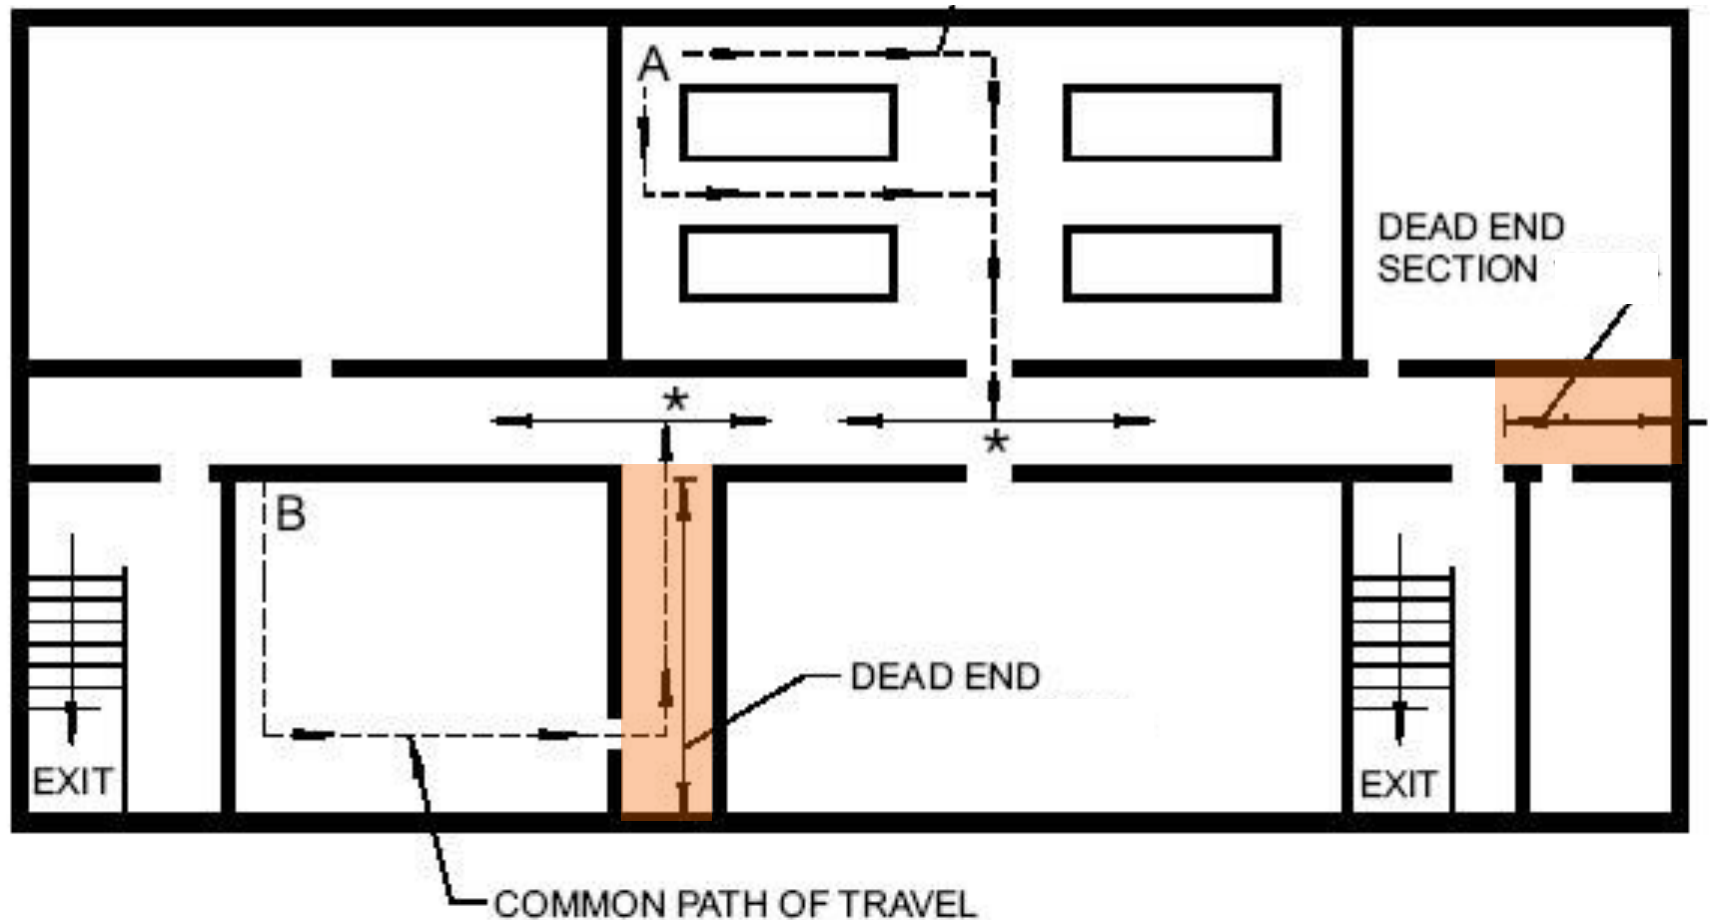 A
DEAD END
SECTION
*
*
B
DEAD END
EXIT
EXIT
COMMON PATH OF TRAVEL